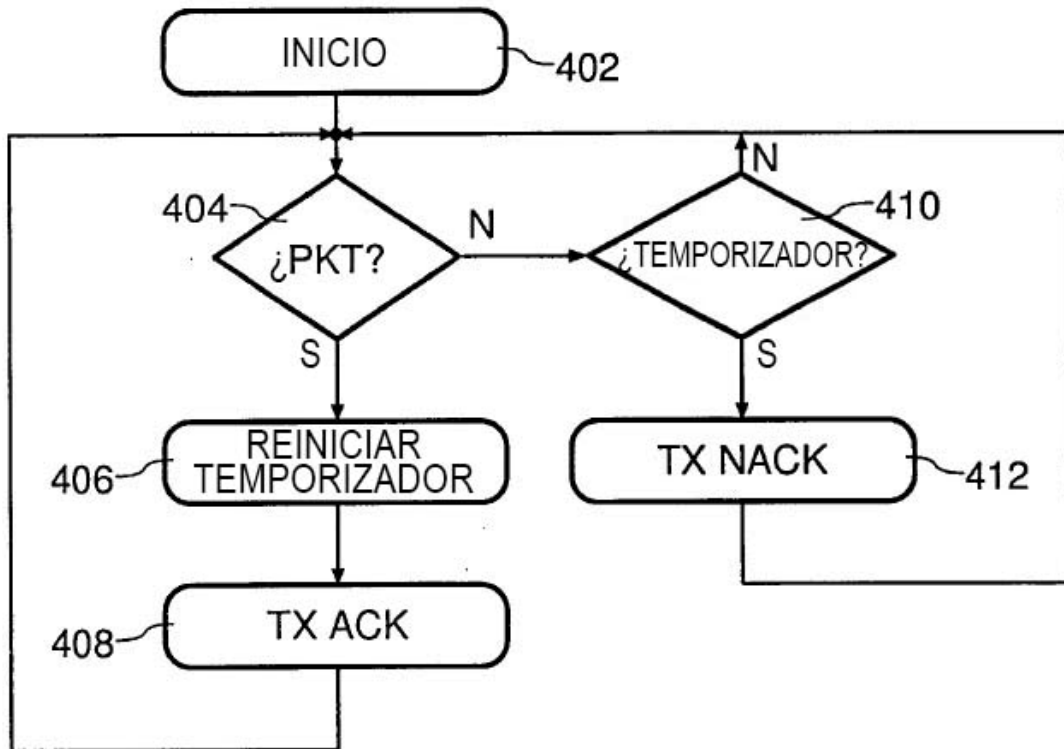 INICIO
402
404
¿PKT?
N
N
410
¿TEMPORIZADOR?
S
S
406
REINICIAR
TEMPORIZADOR
TX NACK
412
408
TX ACK